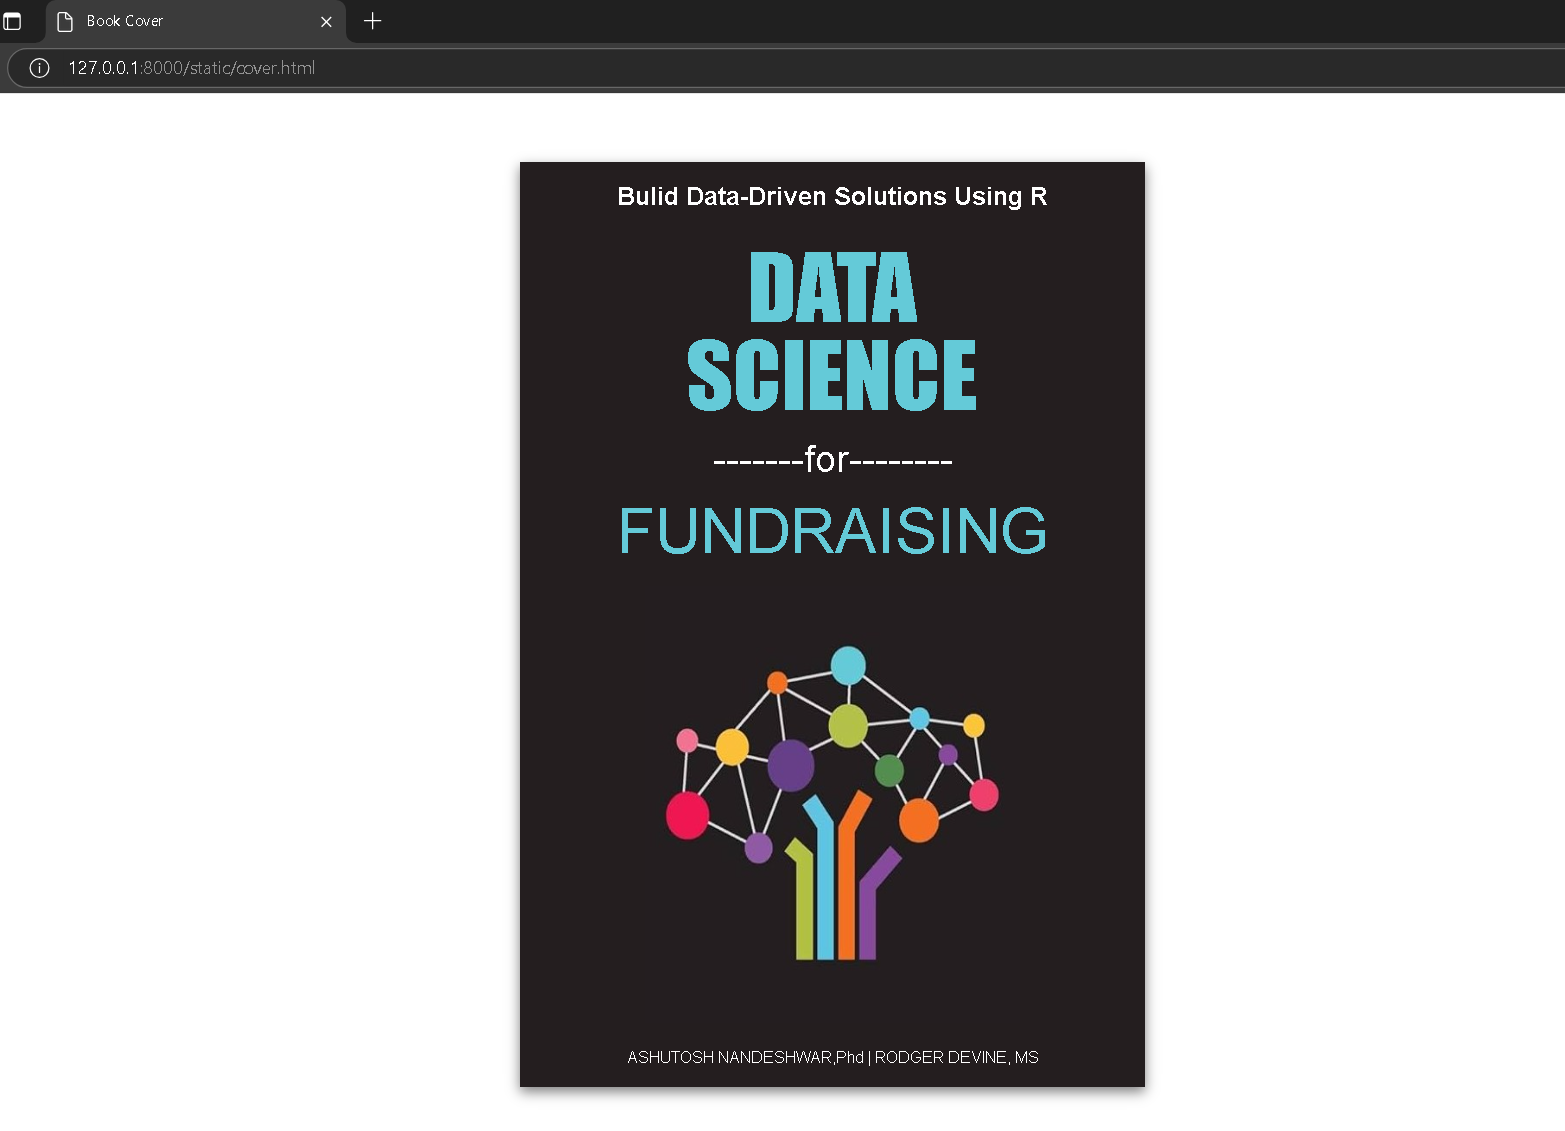 Book Cover
127.0.0.1:8000/static/cover.html
Bulid Data-Driven Solutions Using R
DATA
SCIENCE
-------for--------
FUNDRAISING
ASHUTOSH NANDESHWAR,Phd | RODGER DEVINE, MS